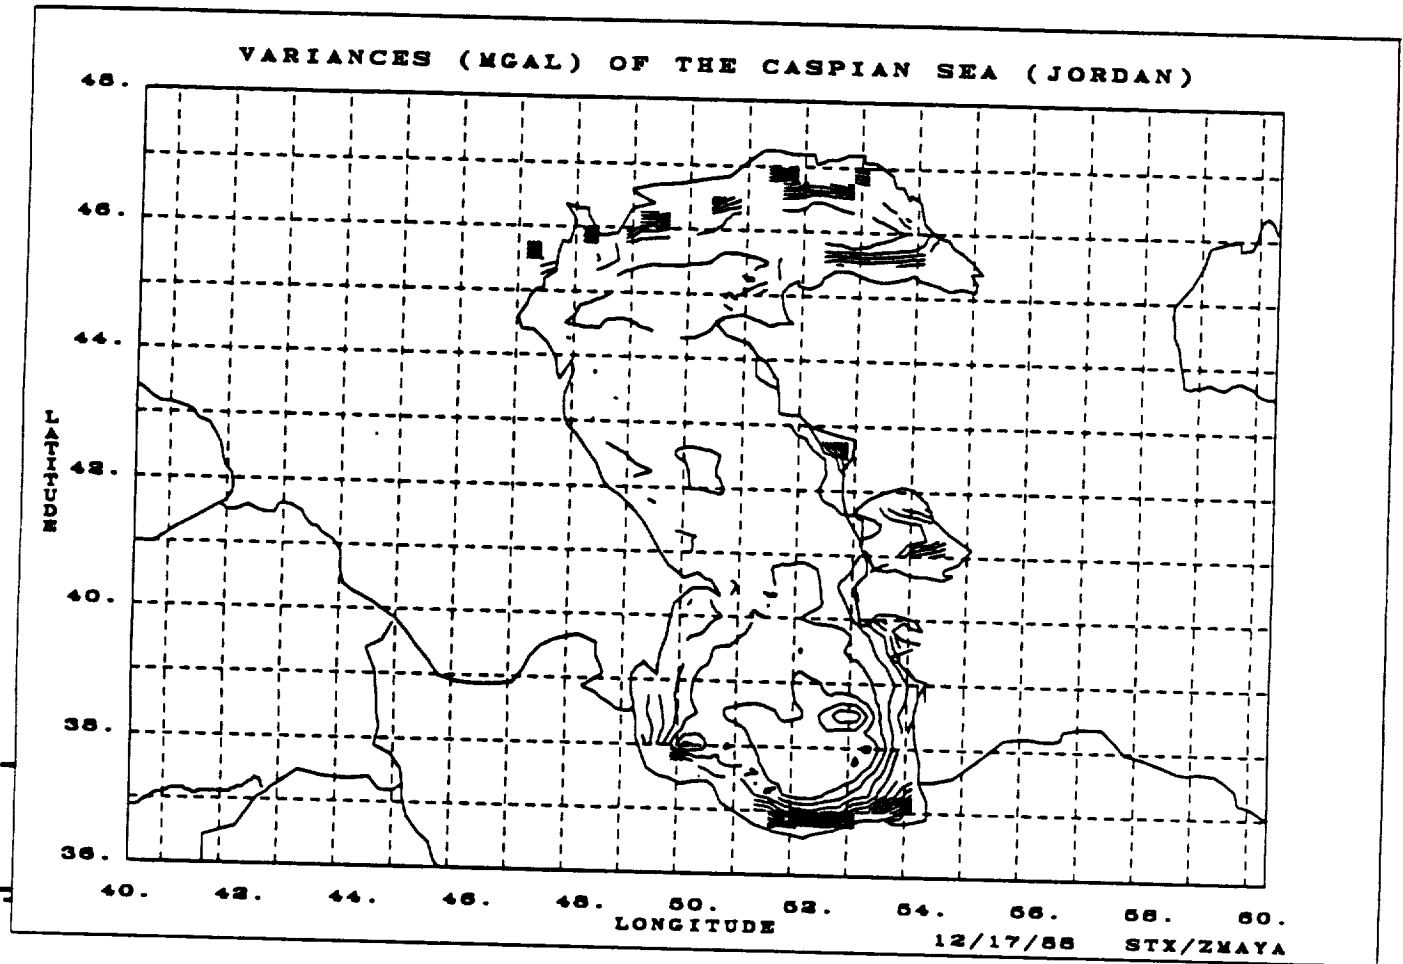 VARIANCES (MGAL) OF THE CASPIAN SEA (JORDAN)
48.
46.
44.
42.
40.
38.
36.
LATITUDE
40. 42. 44. 46. 48. 50. 52. 54. 56. 58. 60.
LONGITUDE
12/17/88 STX/ZMAYA